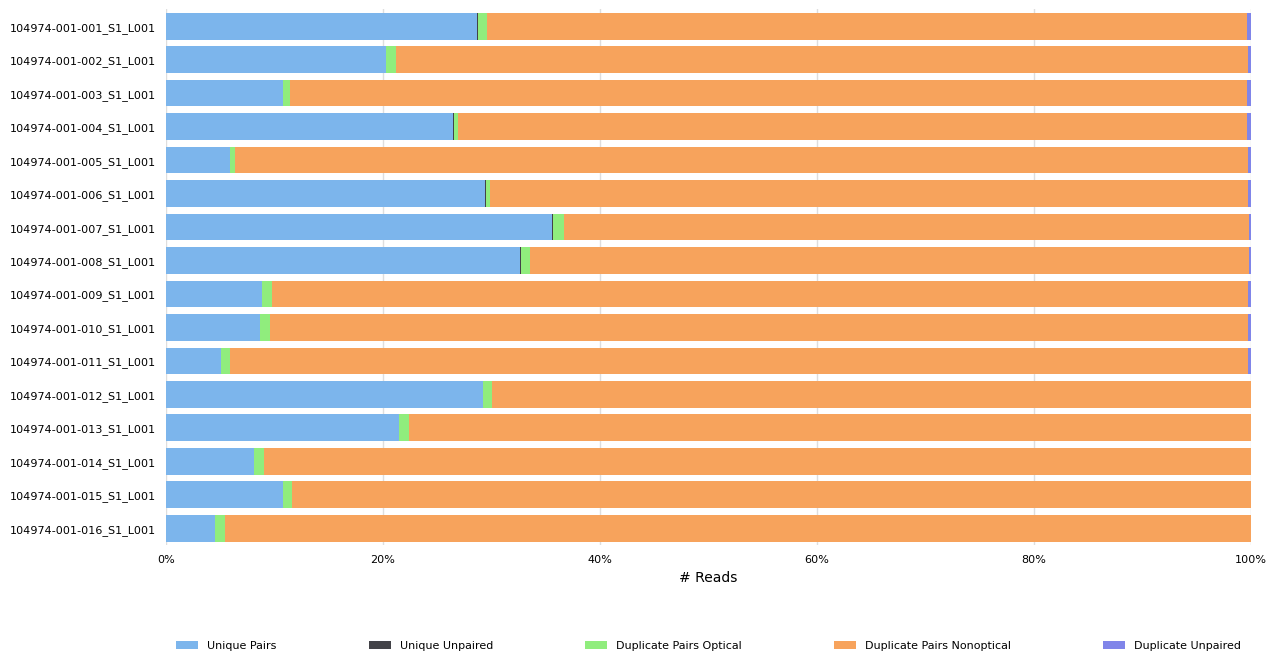 104974-001-001_S1_L001
104974-001-002_S1_L001
104974-001-003_S1_L001
104974-001-004_S1_L001
104974-001-005_S1_L001
104974-001-006_S1_L001
104974-001-007_S1_L001
104974-001-008_S1_L001
104974-001-009_S1_L001
104974-001-010_S1_L001
104974-001-011_S1_L001
104974-001-012_S1_L001
104974-001-013_S1_L001
104974-001-014_S1_L001
104974-001-015_S1_L001
104974-001-016_S1_L001
0% 20% 40% 60% 80% 100%
# Reads
Unique Pairs Unique Unpaired Duplicate Pairs Optical Duplicate Pairs Nonoptical Duplicate Unpaired